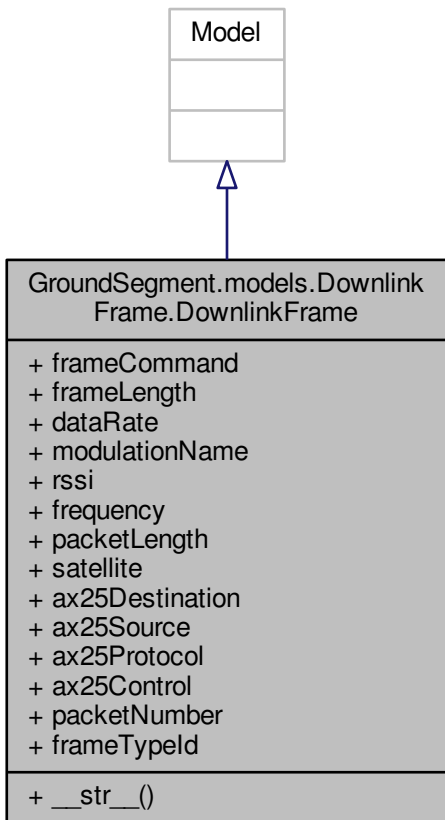 Model
GroundSegment.models.Downlink
Frame.DownlinkFrame
+ frameCommand
+ frameLength
+ dataRate
+ modulationName
+ rssi
+ frequency
+ packetLength
+ satellite
+ ax25Destination
+ ax25Source
+ ax25Protocol
+ ax25Control
+ packetNumber
+ frameTypeId
+ __str__()